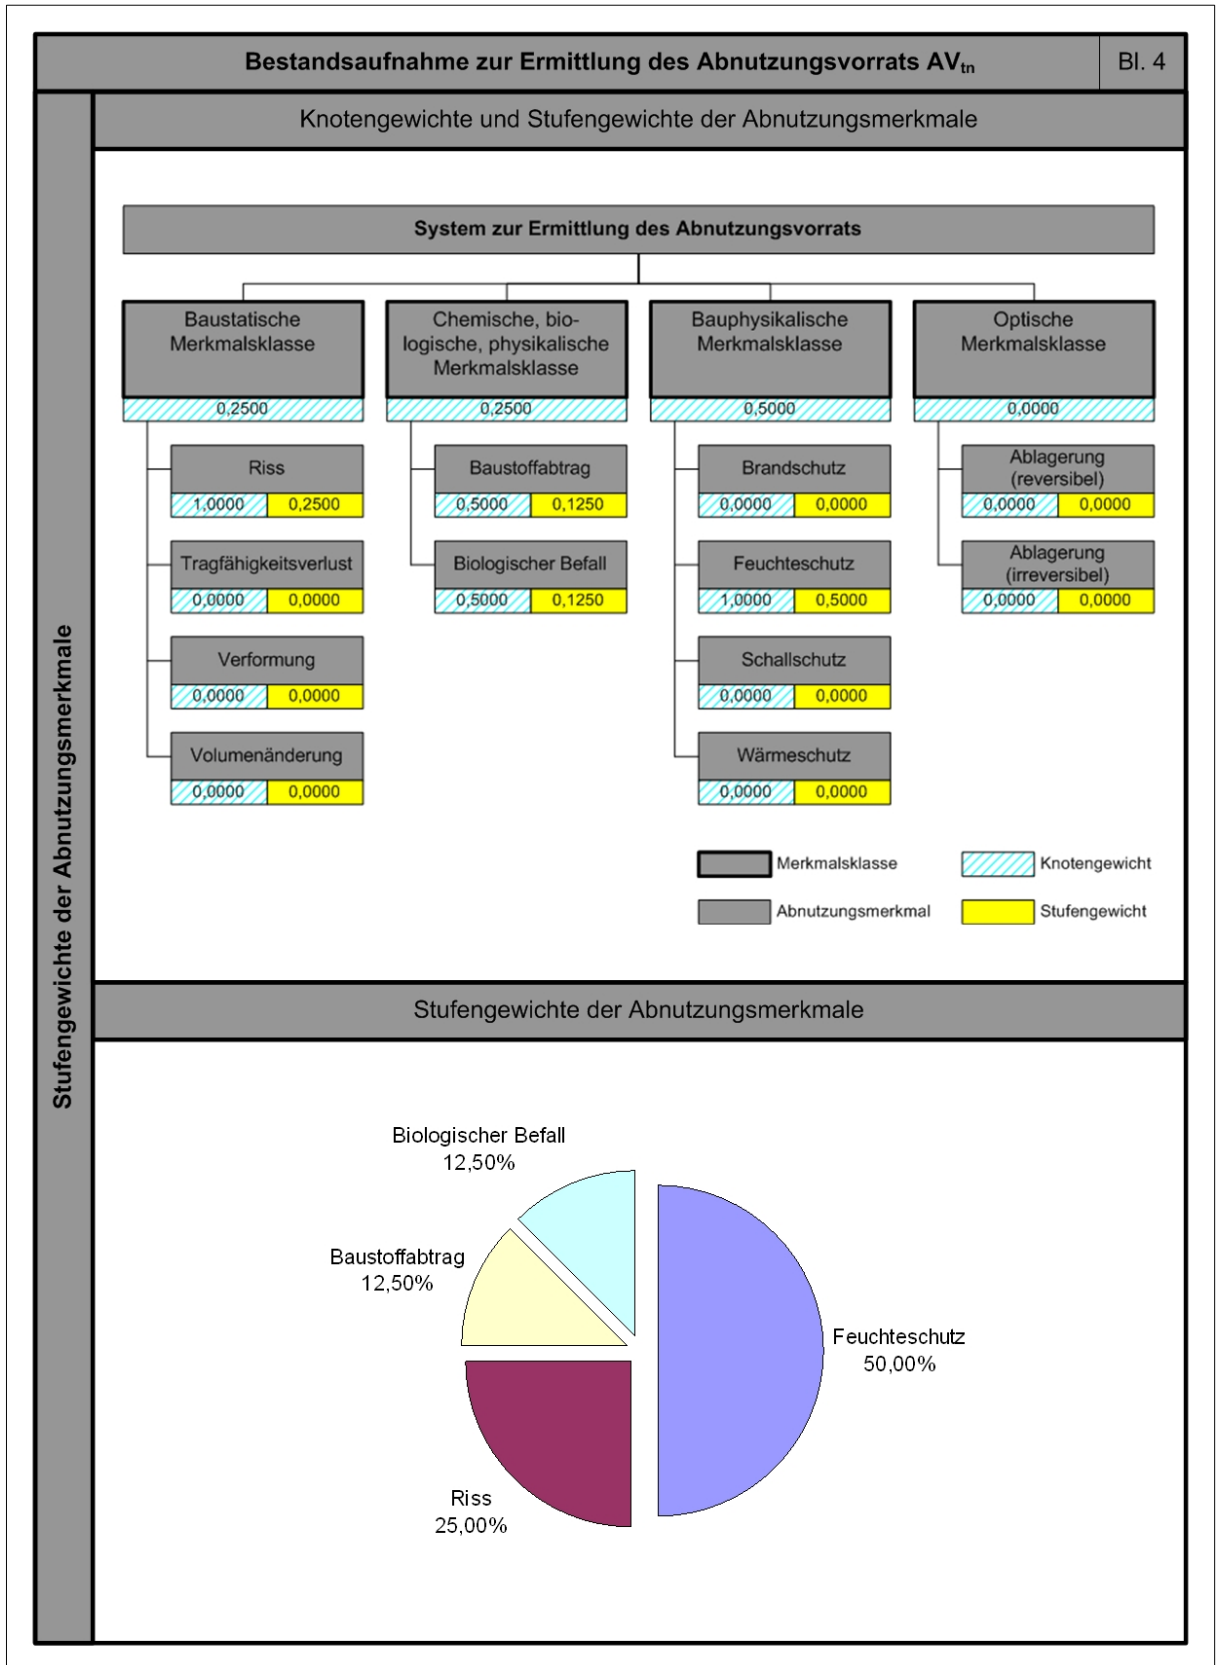 Bestandsaufnahme zur Ermittlung des Abnutzungsvorrats AVtn
Bl. 4
Stufengewichte der Abnutzungsmerkmale
Knotengewichte und Stufengewichte der Abnutzungsmerkmale
System zur Ermittlung des Abnutzungsvorrats
Baustatische
Merkmalsklasse
0,2500
Riss
1,0000 0,2500
Tragfähigkeitsverlust
0,0000 0,0000
Verformung
0,0000 0,0000
Volumenänderung
0,0000 0,0000
Chemische, bio-
logische, physikalische
Merkmalsklasse
0,2500
Baustoffabtrag
0,5000 0,1250
Biologischer Befall
0,5000 0,1250
Bauphysikalische
Merkmalsklasse
0,5000
Brandschutz
0,0000 0,0000
Feuchteschutz
1,0000 0,5000
Schallschutz
0,0000 0,0000
Wärmeschutz
0,0000 0,0000
Optische
Merkmalsklasse
0,0000
Ablagerung
(reversibel)
0,0000 0,0000
Ablagerung
(irreversibel)
0,0000 0,0000
Merkmalsklasse
Knotengewicht
Abnutzungsmerkmal
Stufengewicht
Stufengewichte der Abnutzungsmerkmale
Biologischer Befall
12,50%
Baustoffabtrag
12,50%
Feuchteschutz
50,00%
Riss
25,00%